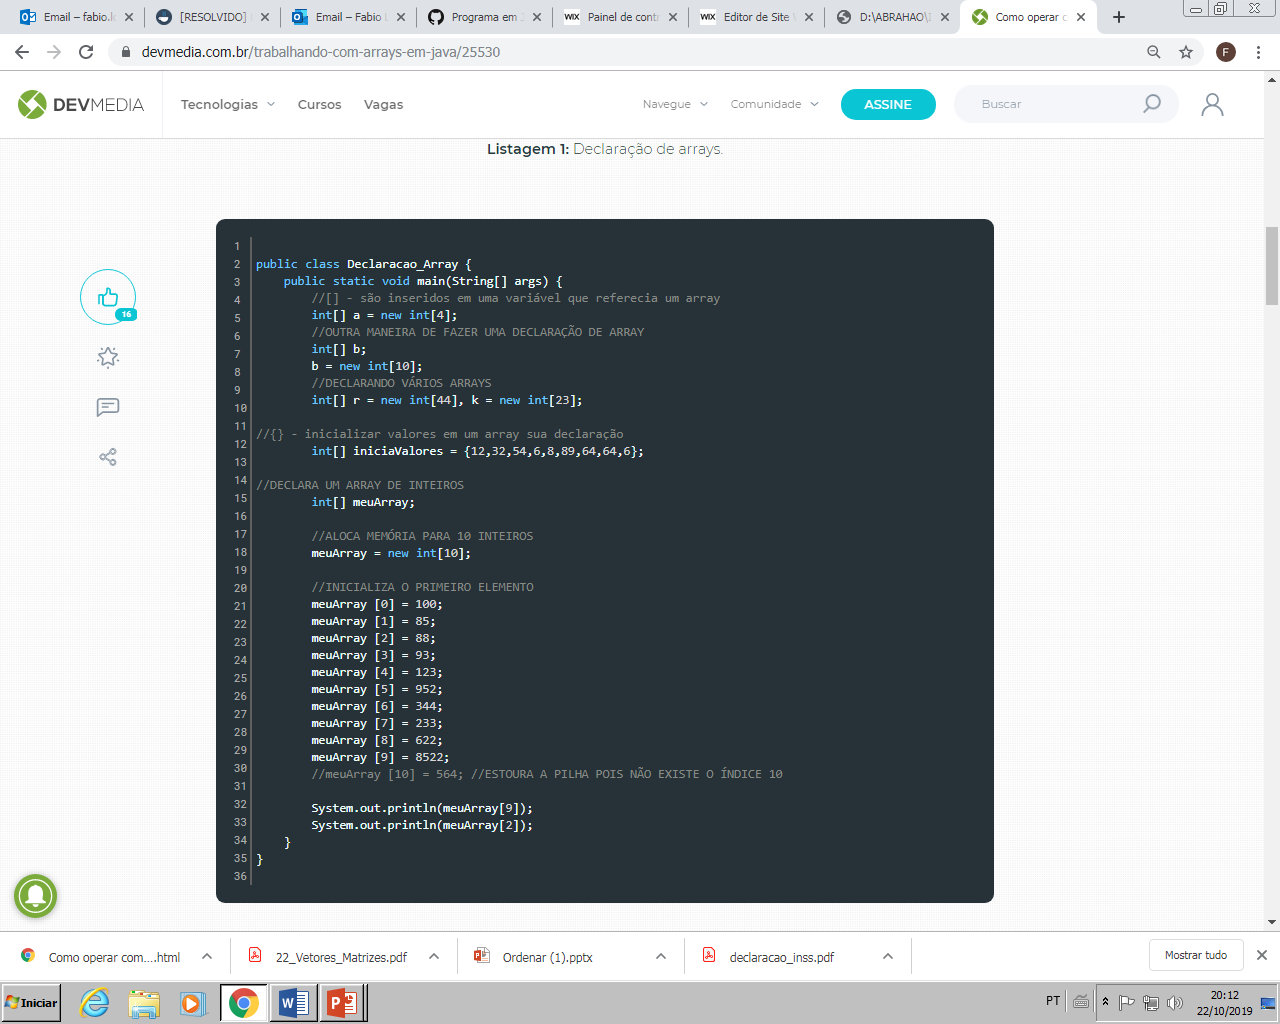 Email – fabio.l
[RESOLVIDO]
Email – Fabio
Programa em
WIX
Painel de cont
WIX
Editor de Site
D:\ABRAHAO\
Como operar
devmedia.com.br/trabalhando-com-arrays-em-java/25530
F
DEVMEDIA
Tecnologias
Cursos
Vagas
Navegue
Comunidade
ASSINE
Buscar
Listagem 1: Declaração de arrays.
16
1
2
3
4
5
6
7
8
9
10
11
12
13
14
15
16
17
18
19
20
21
22
23
24
25
26
27
28
29
30
31
32
33
34
35
36
public class Declaracao_Array {
public static void main(String[] args) {
//[] - são inseridos em uma variável que referecia um array
int[] a = new int[4];
//OUTRA MANEIRA DE FAZER UMA DECLARAÇÃO DE ARRAY
int[] b;
b = new int[10];
//DECLARANDO VÁRIOS ARRAYS
int[] r = new int[44], k = new int[23];
//{} - inicializar valores em um array sua declaração
int[] iniciaValores = {12,32,54,6,8,89,64,64,6};
//DECLARA UM ARRAY DE INTEIROS
int[] meuArray;
//ALOCA MEMÓRIA PARA 10 INTEIROS
meuArray = new int[10];
//INICIALIZA O PRIMEIRO ELEMENTO
meuArray [0] = 100;
meuArray [1] = 85;
meuArray [2] = 88;
meuArray [3] = 93;
meuArray [4] = 123;
meuArray [5] = 952;
meuArray [6] = 344;
meuArray [7] = 233;
meuArray [8] = 622;
meuArray [9] = 8522;
//meuArray [10] = 564; //ESTOURA A PILHA POIS NÃO EXISTE O ÍNDICE 10
System.out.println(meuArray[9]);
System.out.println(meuArray[2]);
}
}
Como operar com....html
22_Vetores_Matrizes.pdf
Ordenar (1).pptx
declaracao_inss.pdf
Mostrar tudo
Iniciar
PT
20:12
22/10/2019